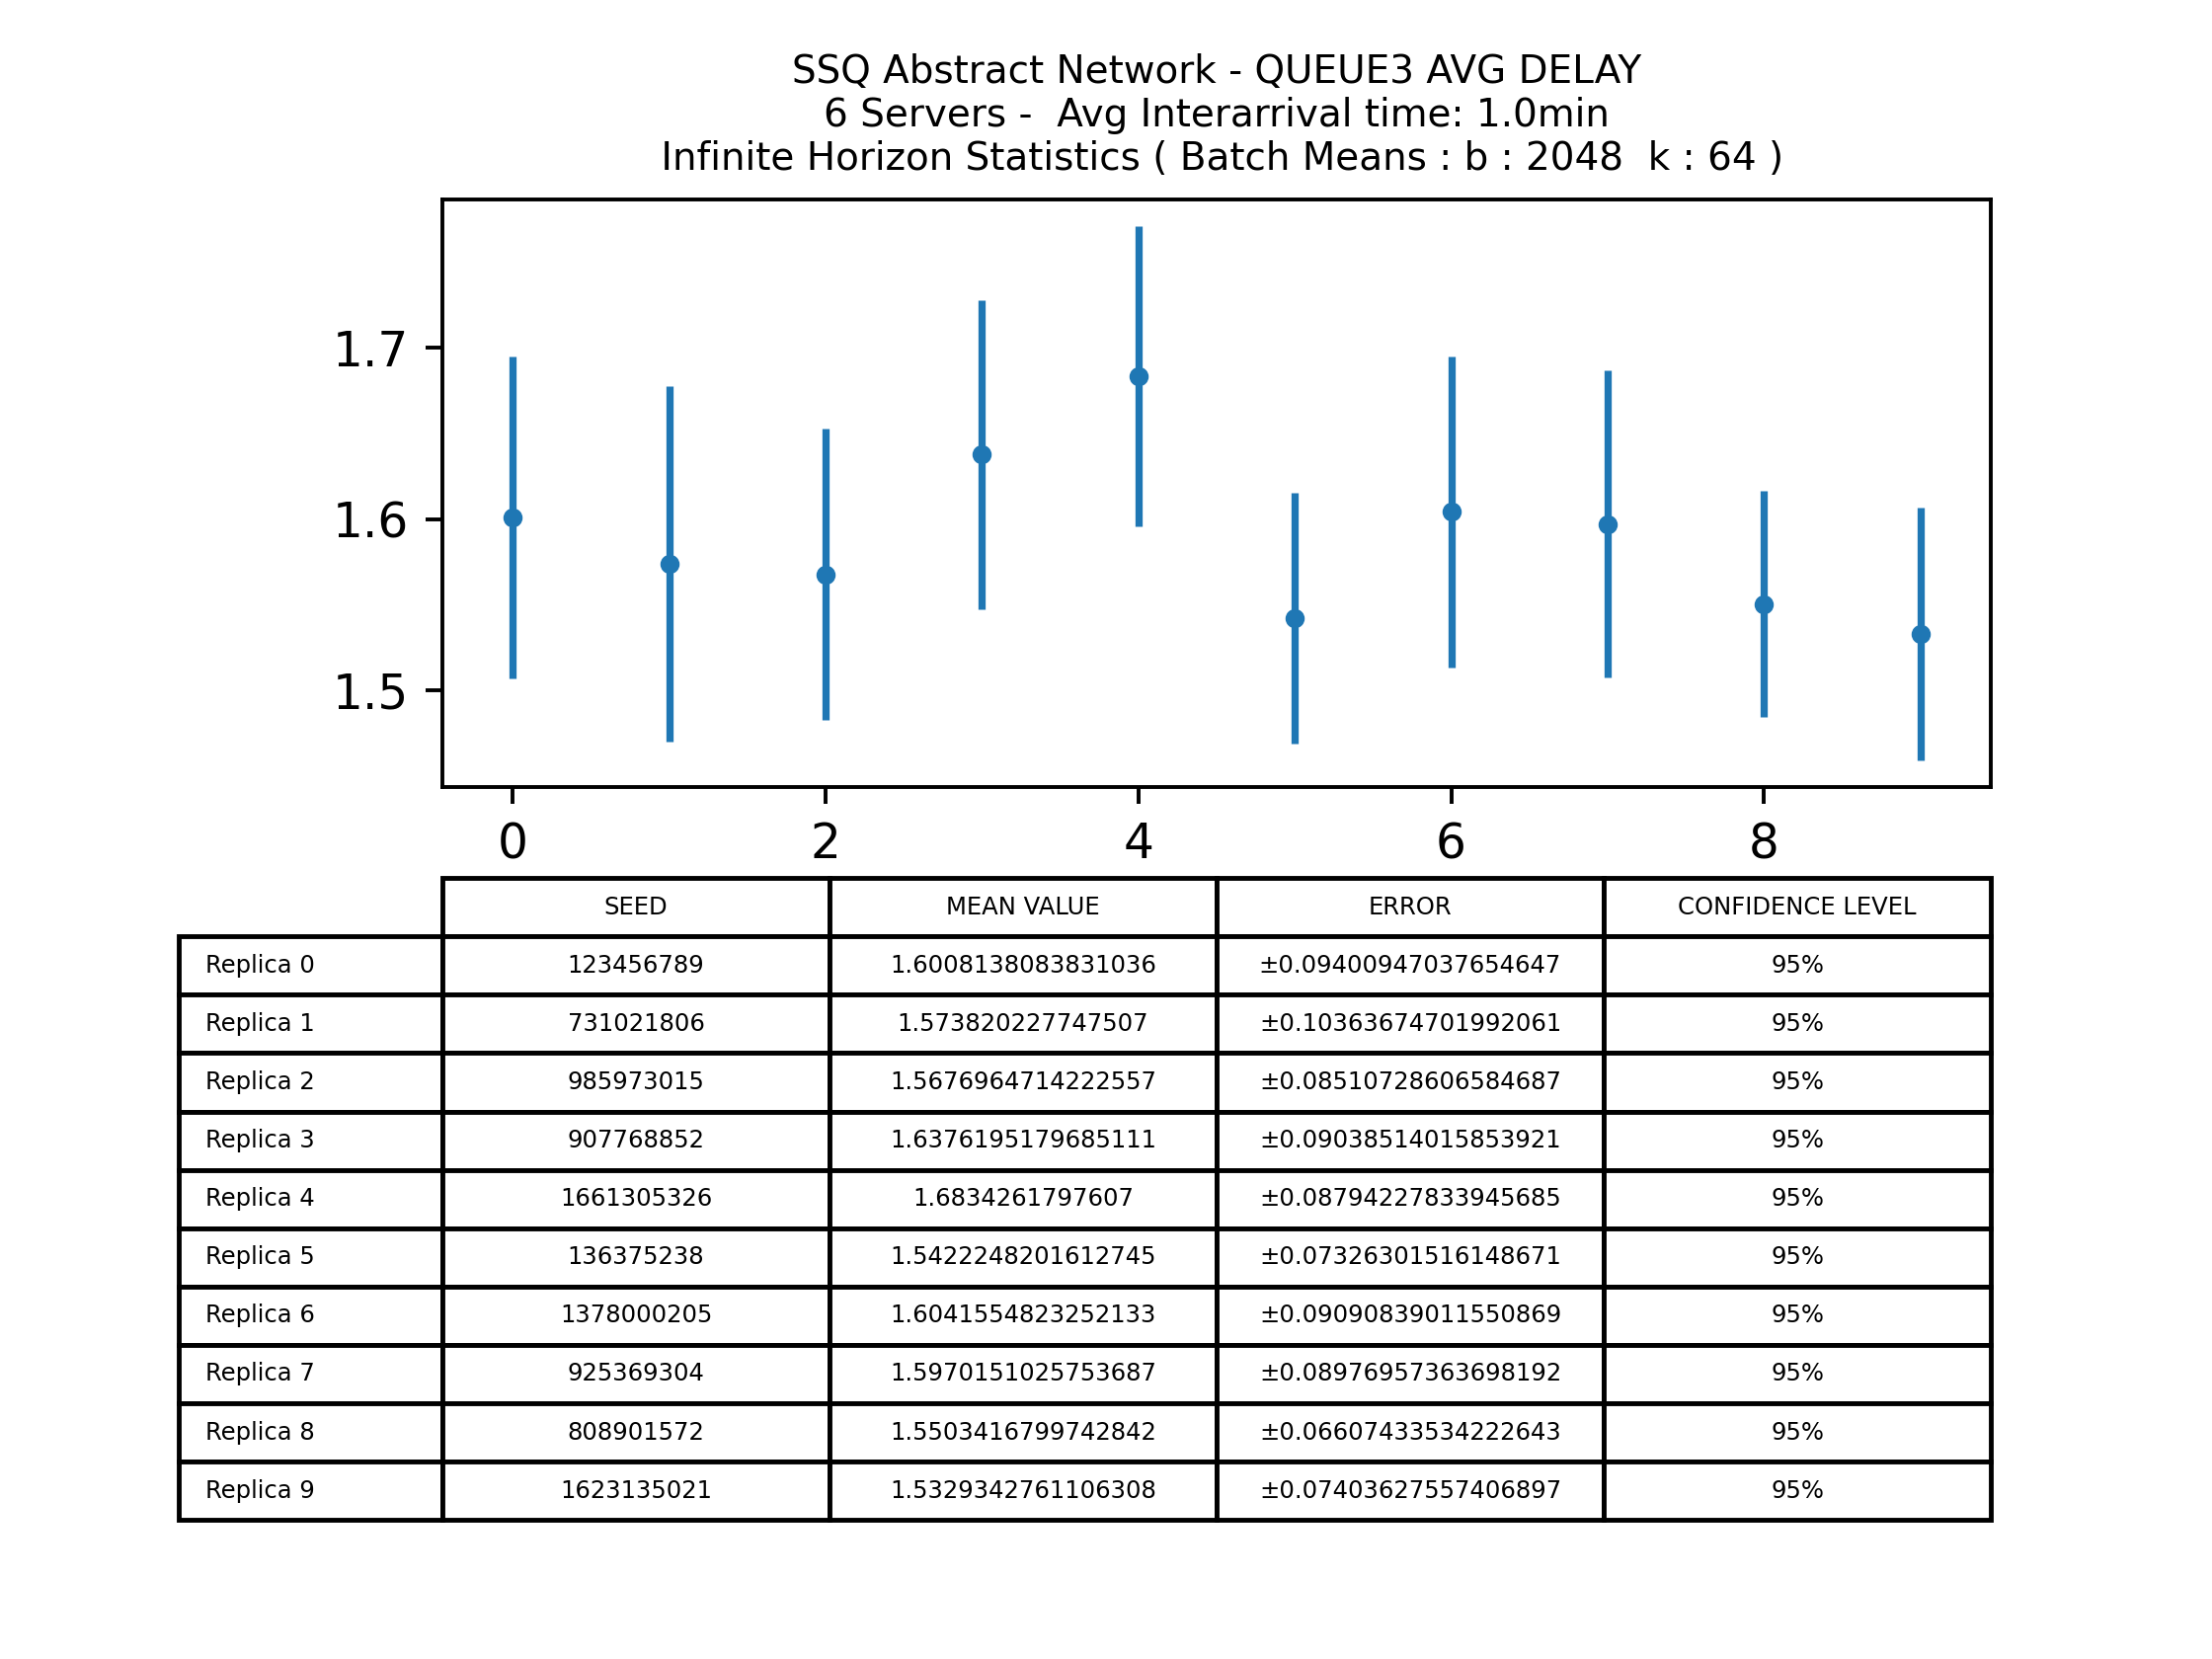 SSQ Abstract Network - QUEUE3 AVG DELAY
6 Servers -  Avg Interarrival time: 1.0min
Infinite Horizon Statistics ( Batch Means : b : 2048  k : 64 )
1.7
1.6
1.5
0 2 4 6 8
SEED MEAN VALUE ERROR CONFIDENCE LEVEL
Replica 0 123456789 1.6008138083831036 ±0.09400947037654647 95%
Replica 1 731021806 1.573820227747507 ±0.10363674701992061 95%
Replica 2 985973015 1.5676964714222557 ±0.08510728606584687 95%
Replica 3 907768852 1.6376195179685111 ±0.09038514015853921 95%
Replica 4 1661305326 1.6834261797607 ±0.08794227833945685 95%
Replica 5 136375238 1.5422248201612745 ±0.07326301516148671 95%
Replica 6 1378000205 1.6041554823252133 ±0.09090839011550869 95%
Replica 7 925369304 1.5970151025753687 ±0.08976957363698192 95%
Replica 8 808901572 1.5503416799742842 ±0.06607433534222643 95%
Replica 9 1623135021 1.5329342761106308 ±0.07403627557406897 95%